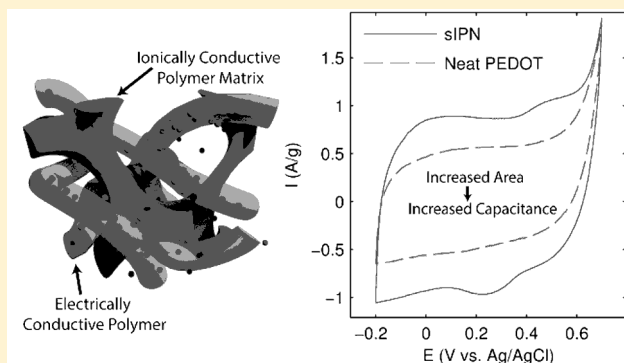 Ionically Conductive
Polymer Matrix
Electrically
Conductive Polymer
sIPN
Neat PEDOT
Increased Area
Increased Capacitance
I (A/g)
1.5
1
0.5
0
−0.5
−1
−0.2
0
0.2
0.4
0.6
E (V vs. Ag/AgCl)